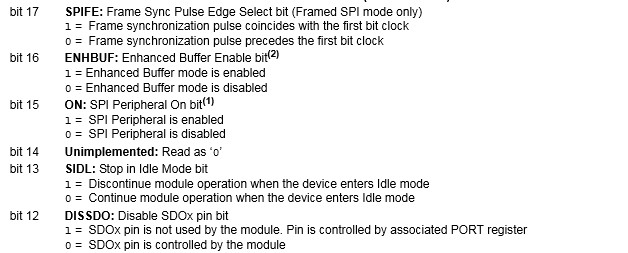 bit 17 SPIFE: Frame Sync Pulse Edge Select bit (Framed SPI mode only)
1 = Frame synchronization pulse coincides with the first bit clock
0 = Frame synchronization pulse precedes the first bit clock
bit 16 ENHBUF: Enhanced Buffer Enable bit(2)
1 = Enhanced Buffer mode is enabled
0 = Enhanced Buffer mode is disabled
bit 15 ON: SPI Peripheral On bit(1)
1 = SPI Peripheral is enabled
0 = SPI Peripheral is disabled
bit 14 Unimplemented: Read as ‘0’
bit 13 SIDL: Stop in Idle Mode bit
1 = Discontinue module operation when the device enters Idle mode
0 = Continue module operation when the device enters Idle mode
bit 12 DISSDO: Disable SDOx pin bit
1 = SDOx pin is not used by the module. Pin is controlled by associated PORT register
0 = SDOx pin is controlled by the module